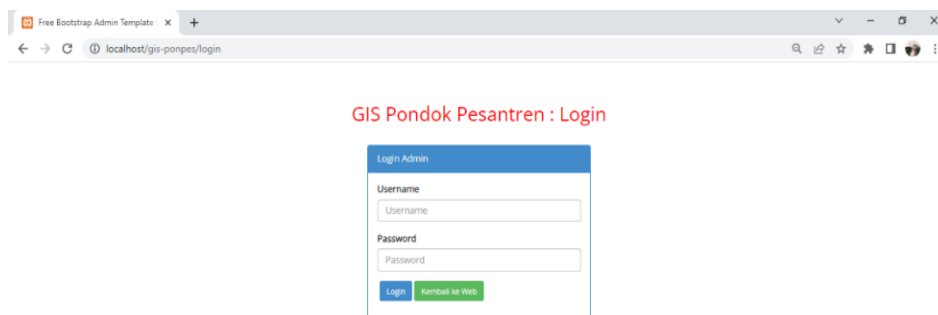 Free Bootstrap Admin Template :
localhost/gis-ponpes/login
GIS Pondok Pesantren : Login
Login Admin
Username
Username
Password
Password
Login Kembali ke Web